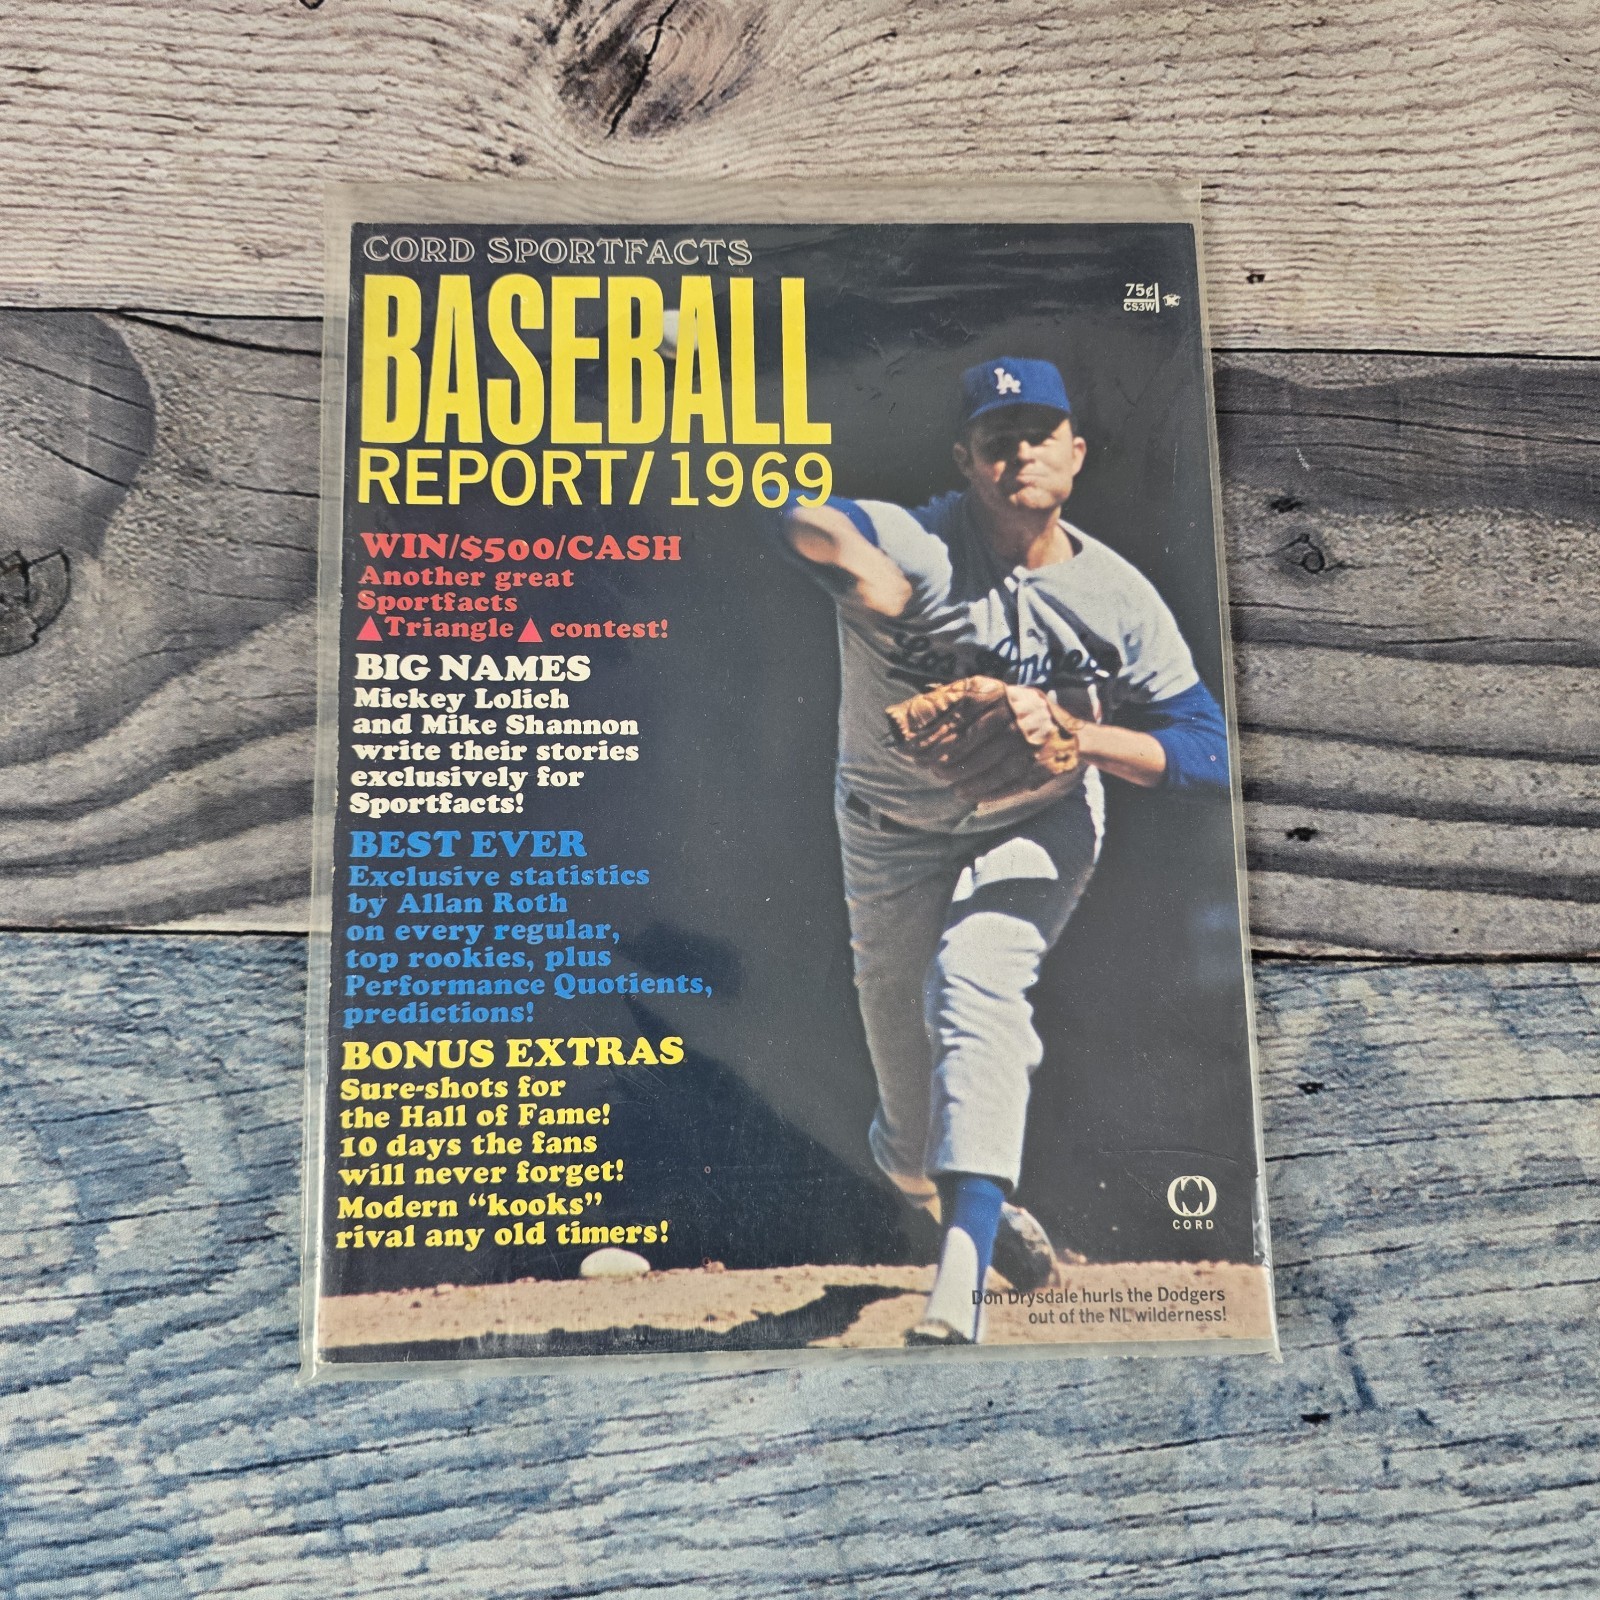 CORD SPORTFACTS
BASEBALL
REPORT/1969
75¢
CS3W
LA
WIN/$500/CASH
Another great
Sportfacts
▲Triangle▲ contest!
BIG NAMES
Mickey Lolich
and Mike Shannon
write their stories
exclusively for
Sportfacts!
Los Angeles
BEST EVER
Exclusive statistics
by Allan Roth
on every regular,
top rookies, plus
Performance Quotients,
predictions!
BONUS EXTRAS
Sure-shots for
the Hall of Fame!
10 days the fans
will never forget!
Modern “kooks”
rival any old timers!
CORD
Don Drysdale hurls the Dodgers
out of the NL wilderness!